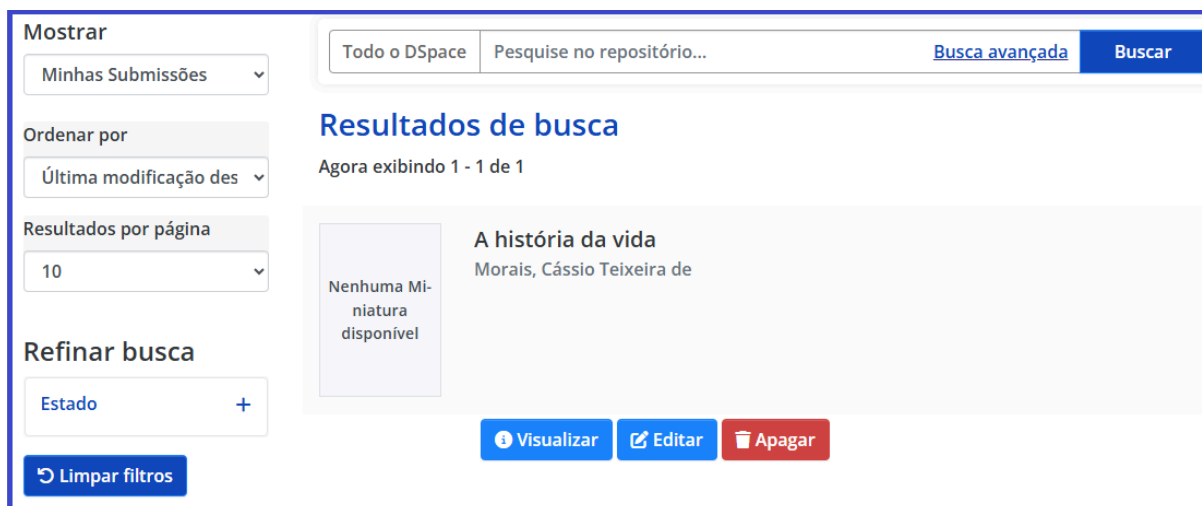 Mostrar
Minhas Submissões
Ordenar por
Última modificação des
Resultados por página
10
Refinar busca
Estado
Limpar filtros
Todo o DSpace
Pesquise no repositório...
Busca avançada
Buscar
Resultados de busca
Agora exibindo 1 - 1 de 1
Nenhuma Mi-
niatura
disponível
A história da vida
Morais, Cássio Teixeira de
Visualizar
Editar
Apagar